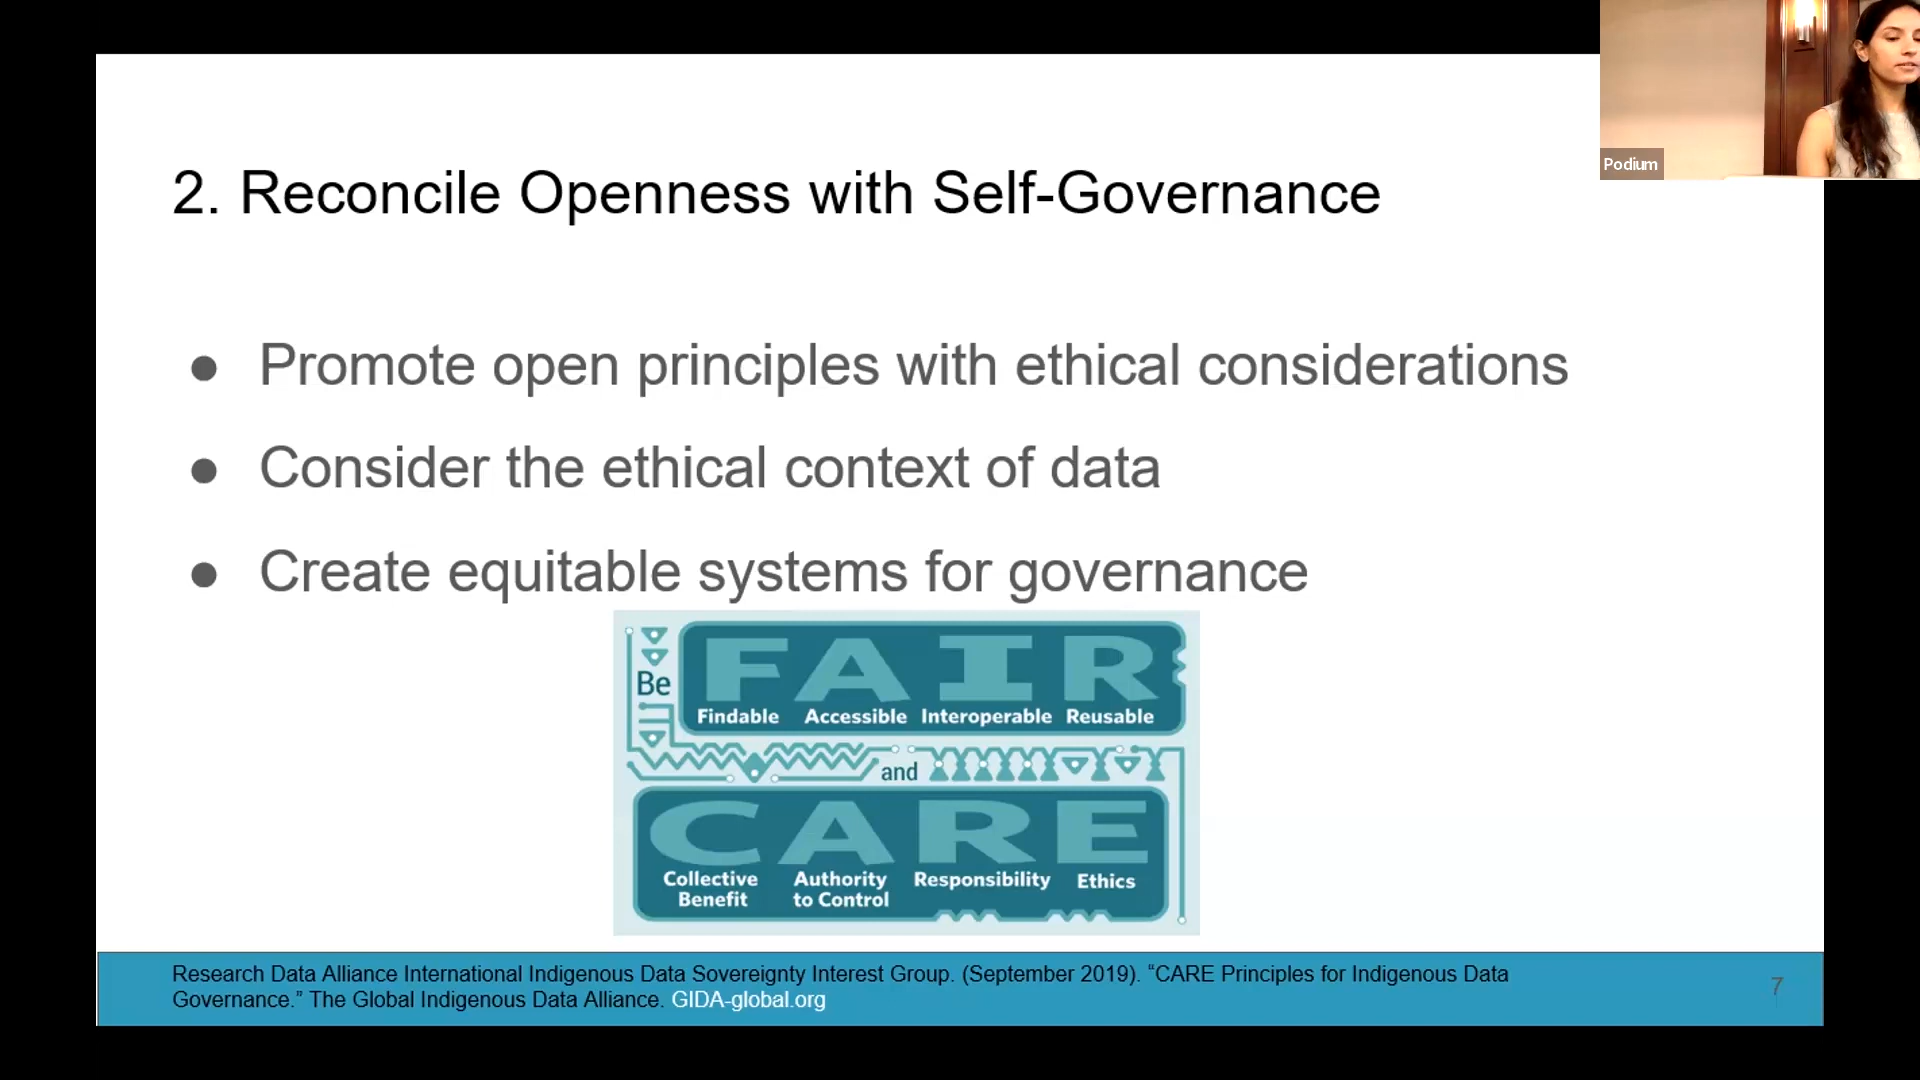 Podium
2. Reconcile Openness with Self-Governance
● Promote open principles with ethical considerations
● Consider the ethical context of data
● Create equitable systems for governance
Be
FAIR
Findable Accessible Interoperable Reusable
and
CARE
Collective Benefit Authority to Control Responsibility Ethics
Research Data Alliance International Indigenous Data Sovereignty Interest Group. (September 2019). “CARE Principles for Indigenous Data
Governance.” The Global Indigenous Data Alliance. GIDA-global.org
7